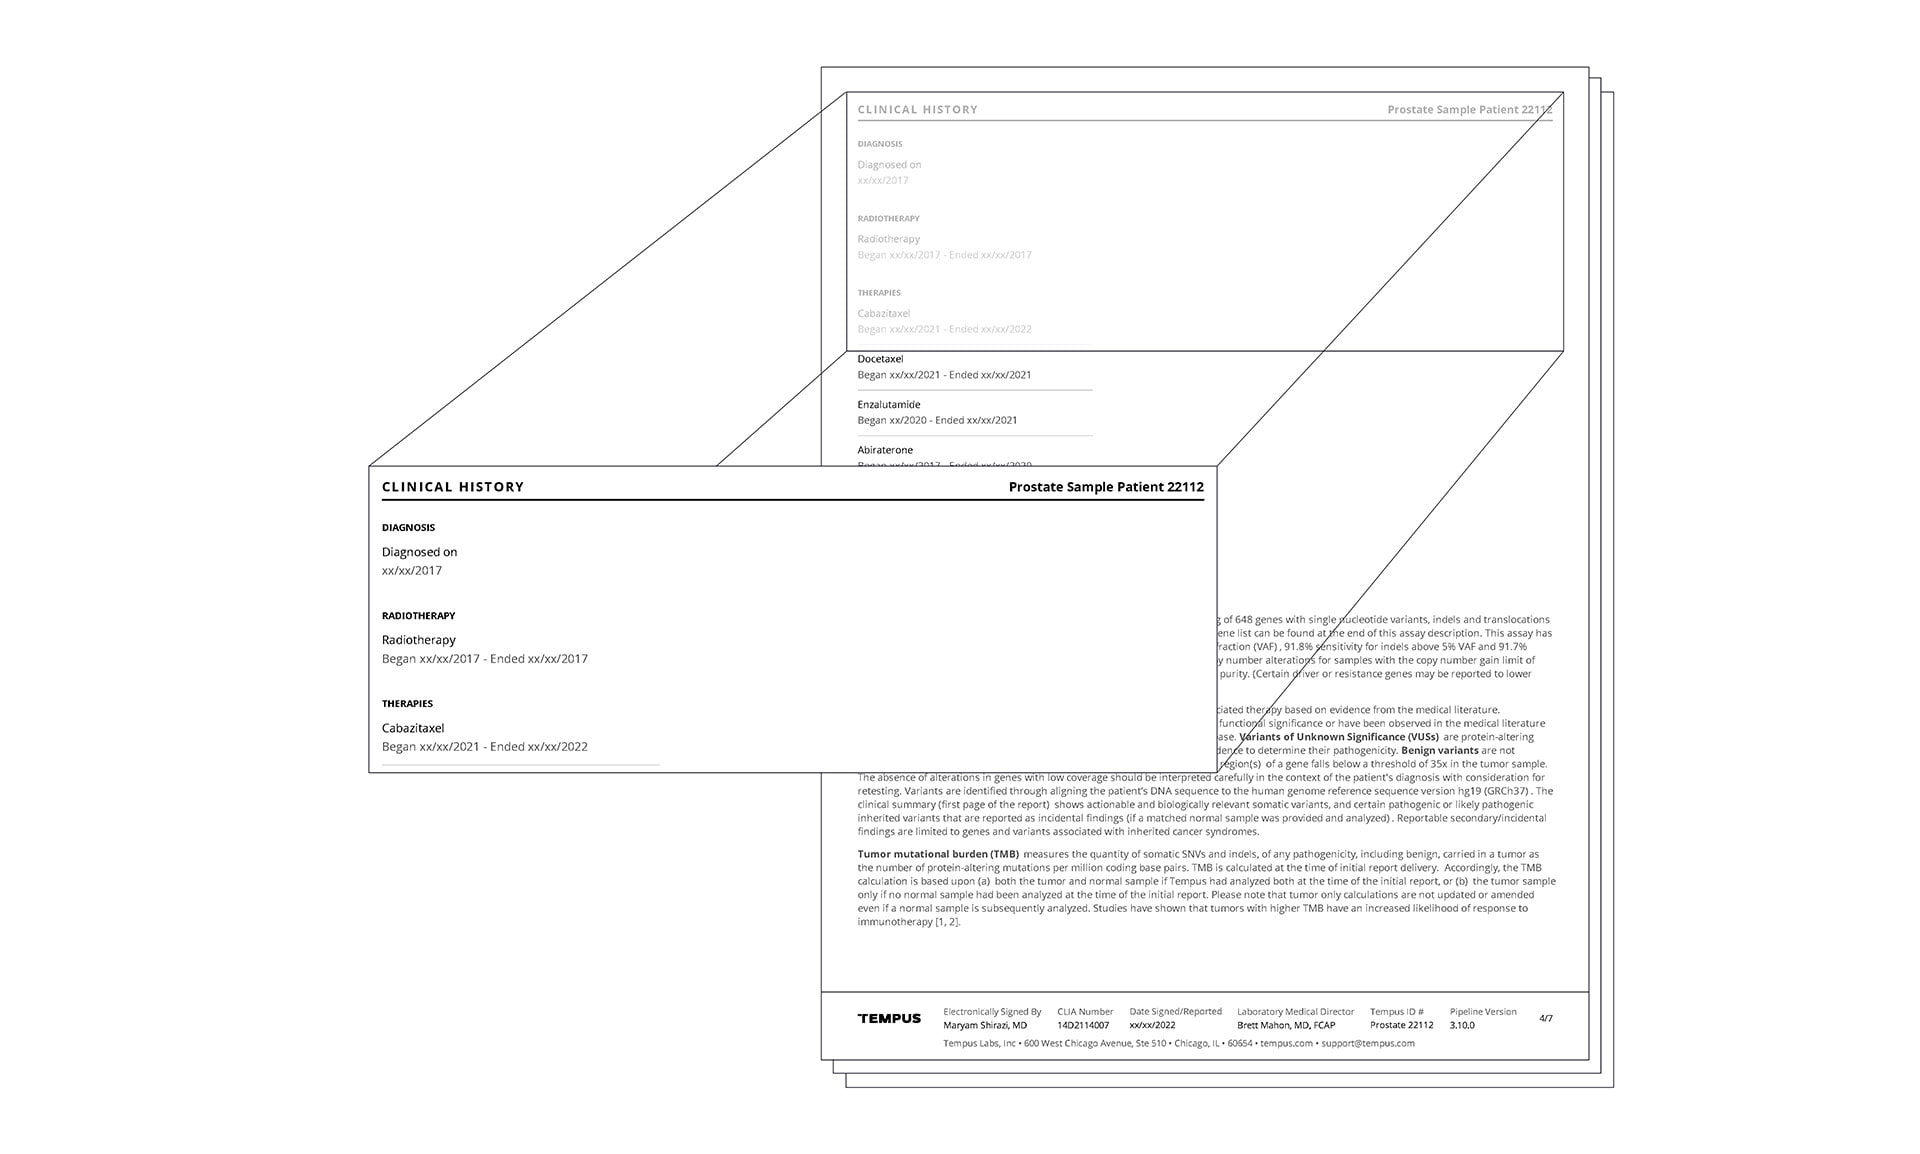 CLINICAL HISTORY Prostate Sample Patient 22112
DIAGNOSIS
Diagnosed on
xx/xx/2017
RADIOTHERAPY
Radiotherapy
Began xx/xx/2017 - Ended xx/xx/2017
THERAPIES
Cabazitaxel
Began xx/xx/2021 - Ended xx/xx/2022
Docetaxel
Began xx/xx/2021 - Ended xx/xx/2021
Enzalutamide
Began xx/2020 - Ended xx/xx/2021
Abiraterone
Began xx/xx/2017 - Ended xx/xx/2020
CLINICAL HISTORY Prostate Sample Patient 22112
DIAGNOSIS
Diagnosed on
xx/xx/2017
RADIOTHERAPY
Radiotherapy
Began xx/xx/2017 - Ended xx/xx/2017
THERAPIES
Cabazitaxel
Began xx/xx/2021 - Ended xx/xx/2022
of 648 genes with single nucleotide variants, indels and translocations
list can be found at the end of this assay description. This assay has
(VAF) , 91.8% sensitivity for indels above 5% VAF and 91.7%
number alterations for samples with the copy number gain limit of
purity. (Certain driver or resistance genes may be reported to lower
therapy based on evidence from the medical literature.
functional significance or have been observed in the medical literature
Variants of Unknown Significance (VUSs) are protein-altering
to determine their pathogenicity. Benign variants are not
region(s) of a gene falls below a threshold of 35x in the tumor sample.
The absence of alterations in genes with low coverage should be interpreted carefully in the context of the patient's diagnosis with consideration for
retesting. Variants are identified through aligning the patient's DNA sequence to the human genome reference sequence version hg19 (GRCh37) . The
clinical summary (first page of the report) shows actionable and biologically relevant somatic variants, and certain pathogenic or likely pathogenic
inherited variants that are reported as incidental findings (if a matched normal sample was provided and analyzed) . Reportable secondary/incidental
findings are limited to genes and variants associated with inherited cancer syndromes.
Tumor mutational burden (TMB) measures the quantity of somatic SNVs and indels, of any pathogenicity, including benign, carried in a tumor as
the number of protein-altering mutations per million coding base pairs. TMB is calculated at the time of initial report delivery. Accordingly, the TMB
calculation is based upon (a) both the tumor and normal sample if Tempus had analyzed both at the time of the initial report, or (b) the tumor sample
only if no normal sample had been analyzed at the time of the initial report. Please note that tumor only calculations are not updated or amended
even if a normal sample is subsequently analyzed. Studies have shown that tumors with higher TMB have an increased likelihood of response to
immunotherapy [1, 2].
TEMPUS Electronically Signed By CLIA Number Date Signed/Reported Laboratory Medical Director Tempus ID # Pipeline Version 4/7
Maryam Shirazi, MD 14D2114007 xx/xx/2022 Brett Mahon, MD, FCAP Prostate 22112 3.10.0
Tempus Labs, Inc • 600 West Chicago Avenue, Ste 510 • Chicago, IL • 60654 • tempus.com • support@tempus.com